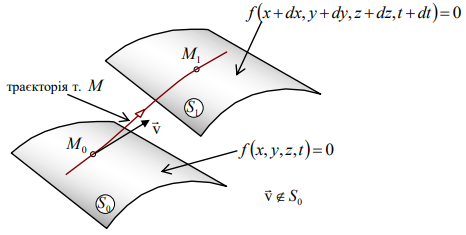 f(x+dx, y+dy, z+dz, t+dt)=0
M₁
траєкторія т. M
S₁
v⃗
M₀
f(x, y, z, t)=0
S₀
v⃗ ∉ S₀